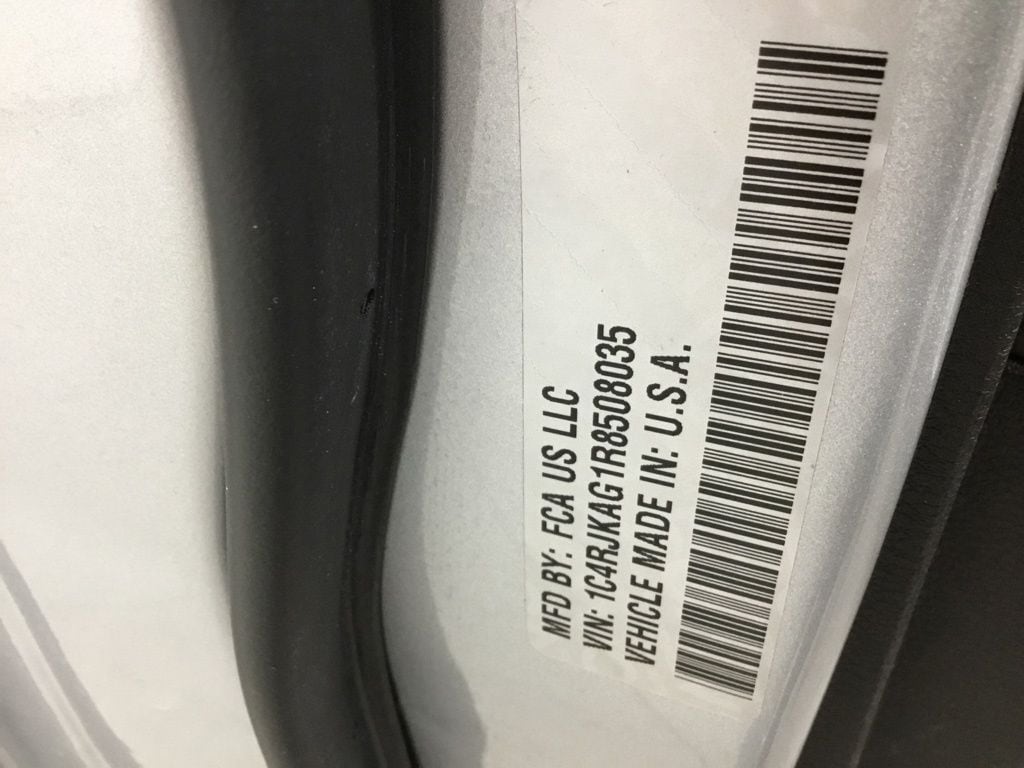 MFD BY: FCA US LLC
VIN: 1C4RJKAG1R8508035
VEHICLE MADE IN: U.S.A.